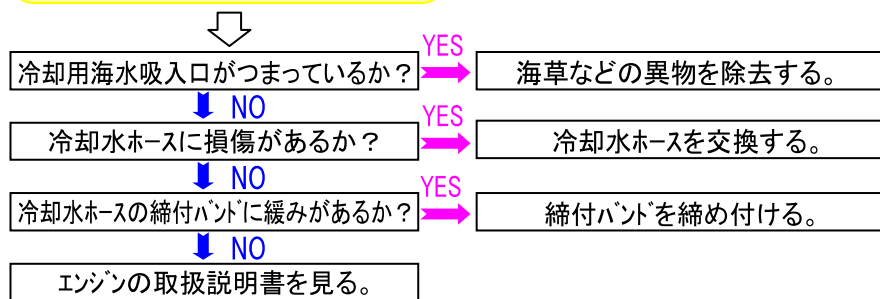 YES
冷却用海水吸入口がつまっているか？
海草などの異物を除去する。
NO
YES
冷却水ホースに損傷があるか？
冷却水ホースを交換する。
NO
YES
冷却水ホースの締付バンドに緩みがあるか？
締付バンドを締め付ける。
NO
エンジンの取扱説明書を見る。